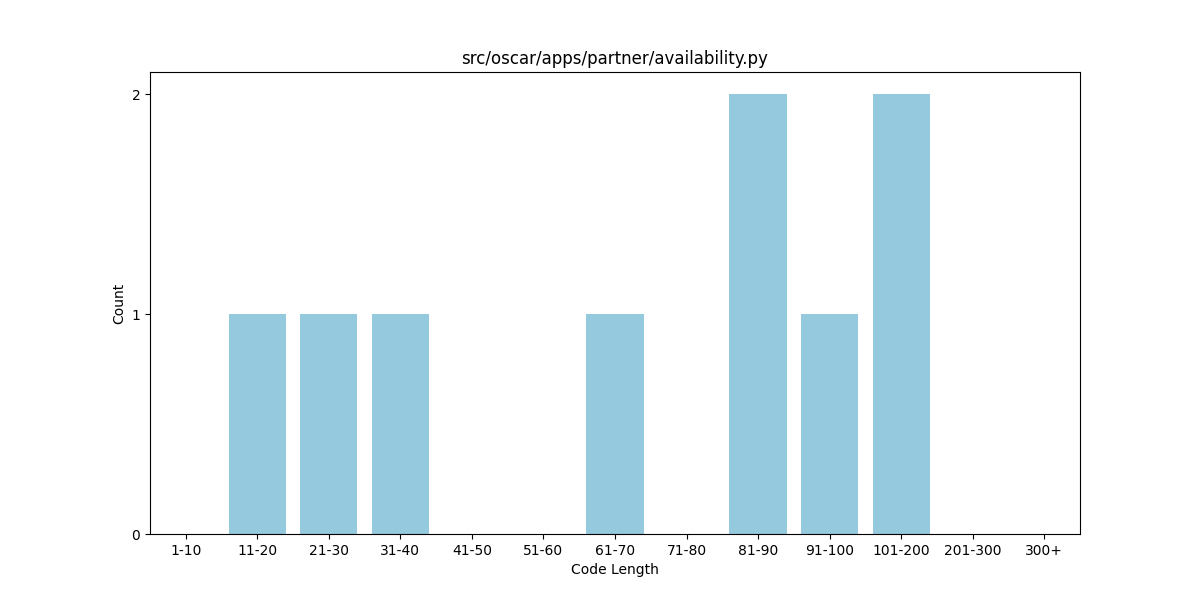 src/oscar/apps/partner/availability.py
Count
2
1
0
1-10 11-20 21-30 31-40 41-50 51-60 61-70 71-80 81-90 91-100 101-200 201-300 300+
Code Length